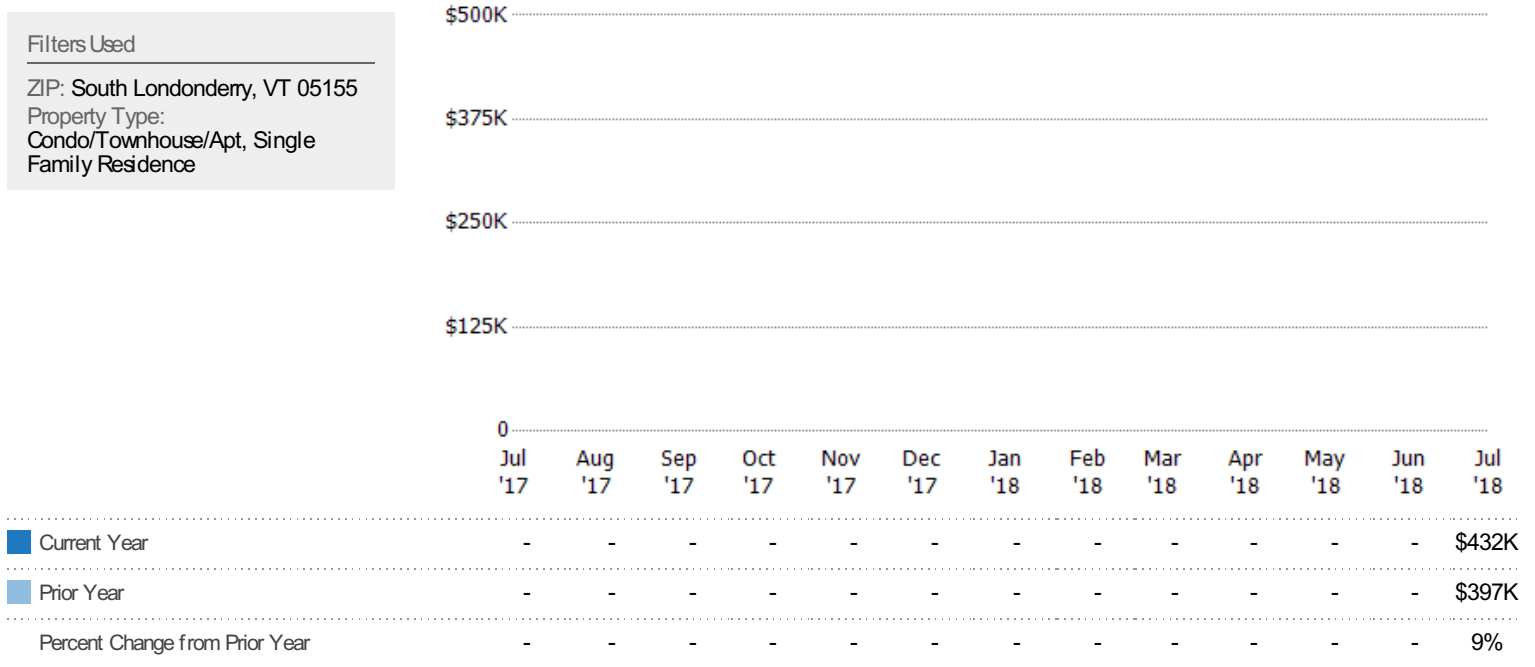 Filters Used
ZIP: South Londonderry, VT 05155
Property Type:
Condo/Townhouse/Apt, Single
Family Residence
$500K
$375K
$250K
$125K
0
Jul Aug Sep Oct Nov Dec Jan Feb Mar Apr May Jun Jul
'17 '17 '17 '17 '17 '17 '18 '18 '18 '18 '18 '18 '18
Current Year - - - - - - - - - - - - $432K
Prior Year - - - - - - - - - - - - $397K
Percent Change from Prior Year - - - - - - - - - - - - 9%